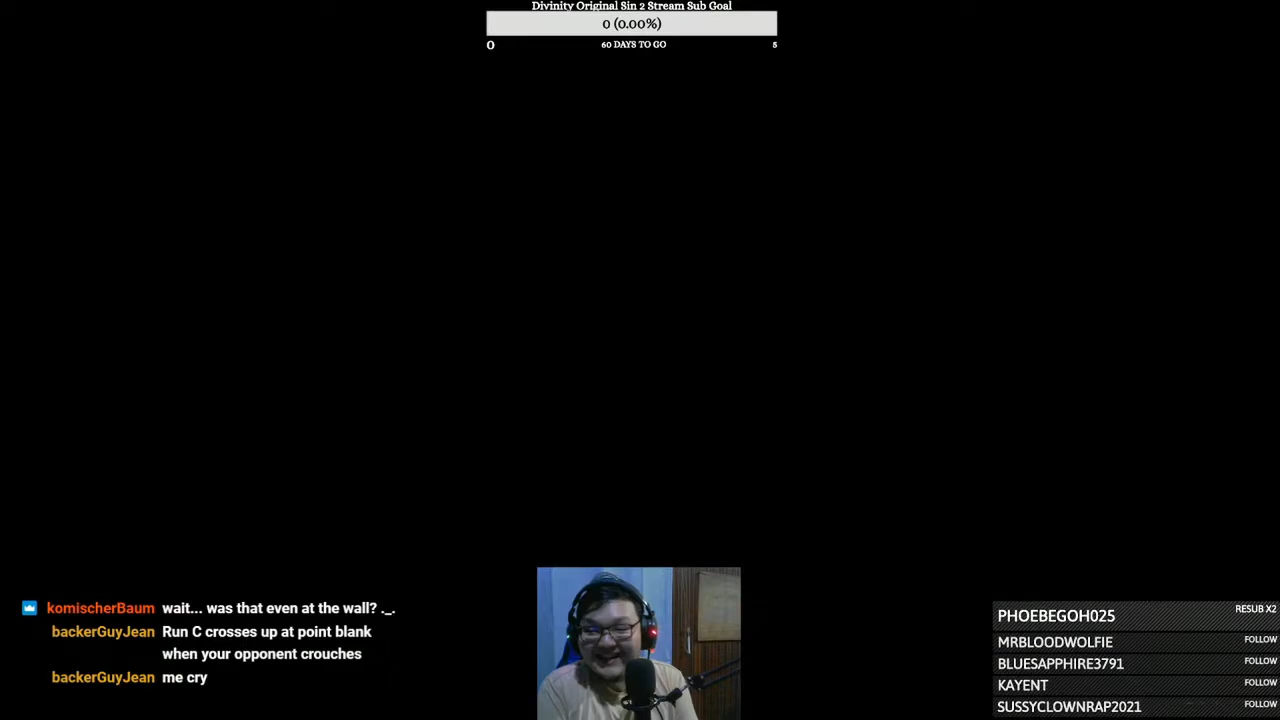 Divinity Original Sin 2 Stream Sub Goal
0 (0.00%)
0 60 DAYS TO GO 5
komischerBaum wait... was that even at the wall? ._.
backerGuyJean Run C crosses up at point blank
when your opponent crouches
backerGuyJean me cry
PHOEBEGOH025 RESUB X2
MRBLOODWOLFIE FOLLOW
BLUESAPPHIRE3791 FOLLOW
KAYENT FOLLOW
SUSSYCLOWNRAP2021 FOLLOW